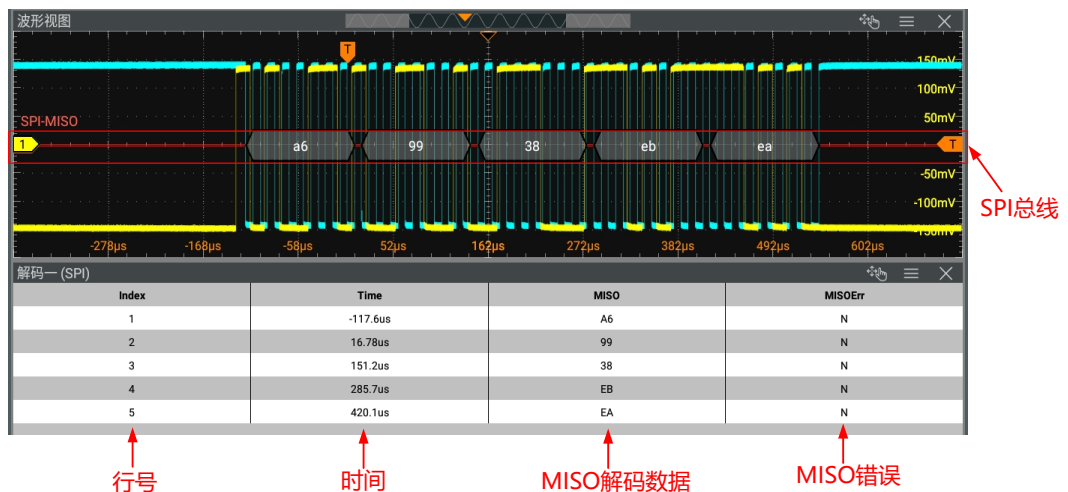 波形视图
T
150mV
100mV
SPI-MISO
50mV
1
a6 99 38 eb ea
T
-50mV
-100mV
SPI总线
-150mV
-278μs -168μs -58μs 52μs 162μs 272μs 382μs 492μs 602μs
解码一 (SPI)
Index Time MISO MISOErr
1 -117.6us A6 N
2 16.78us 99 N
3 151.2us 38 N
4 285.7us EB N
5 420.1us EA N
行号 时间 MISO解码数据 MISO错误